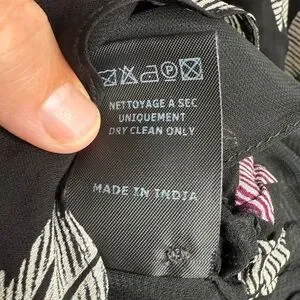 NETTOYAGE A SEC
UNIQUEMENT
DRY CLEAN ONLY
MADE IN INDIA